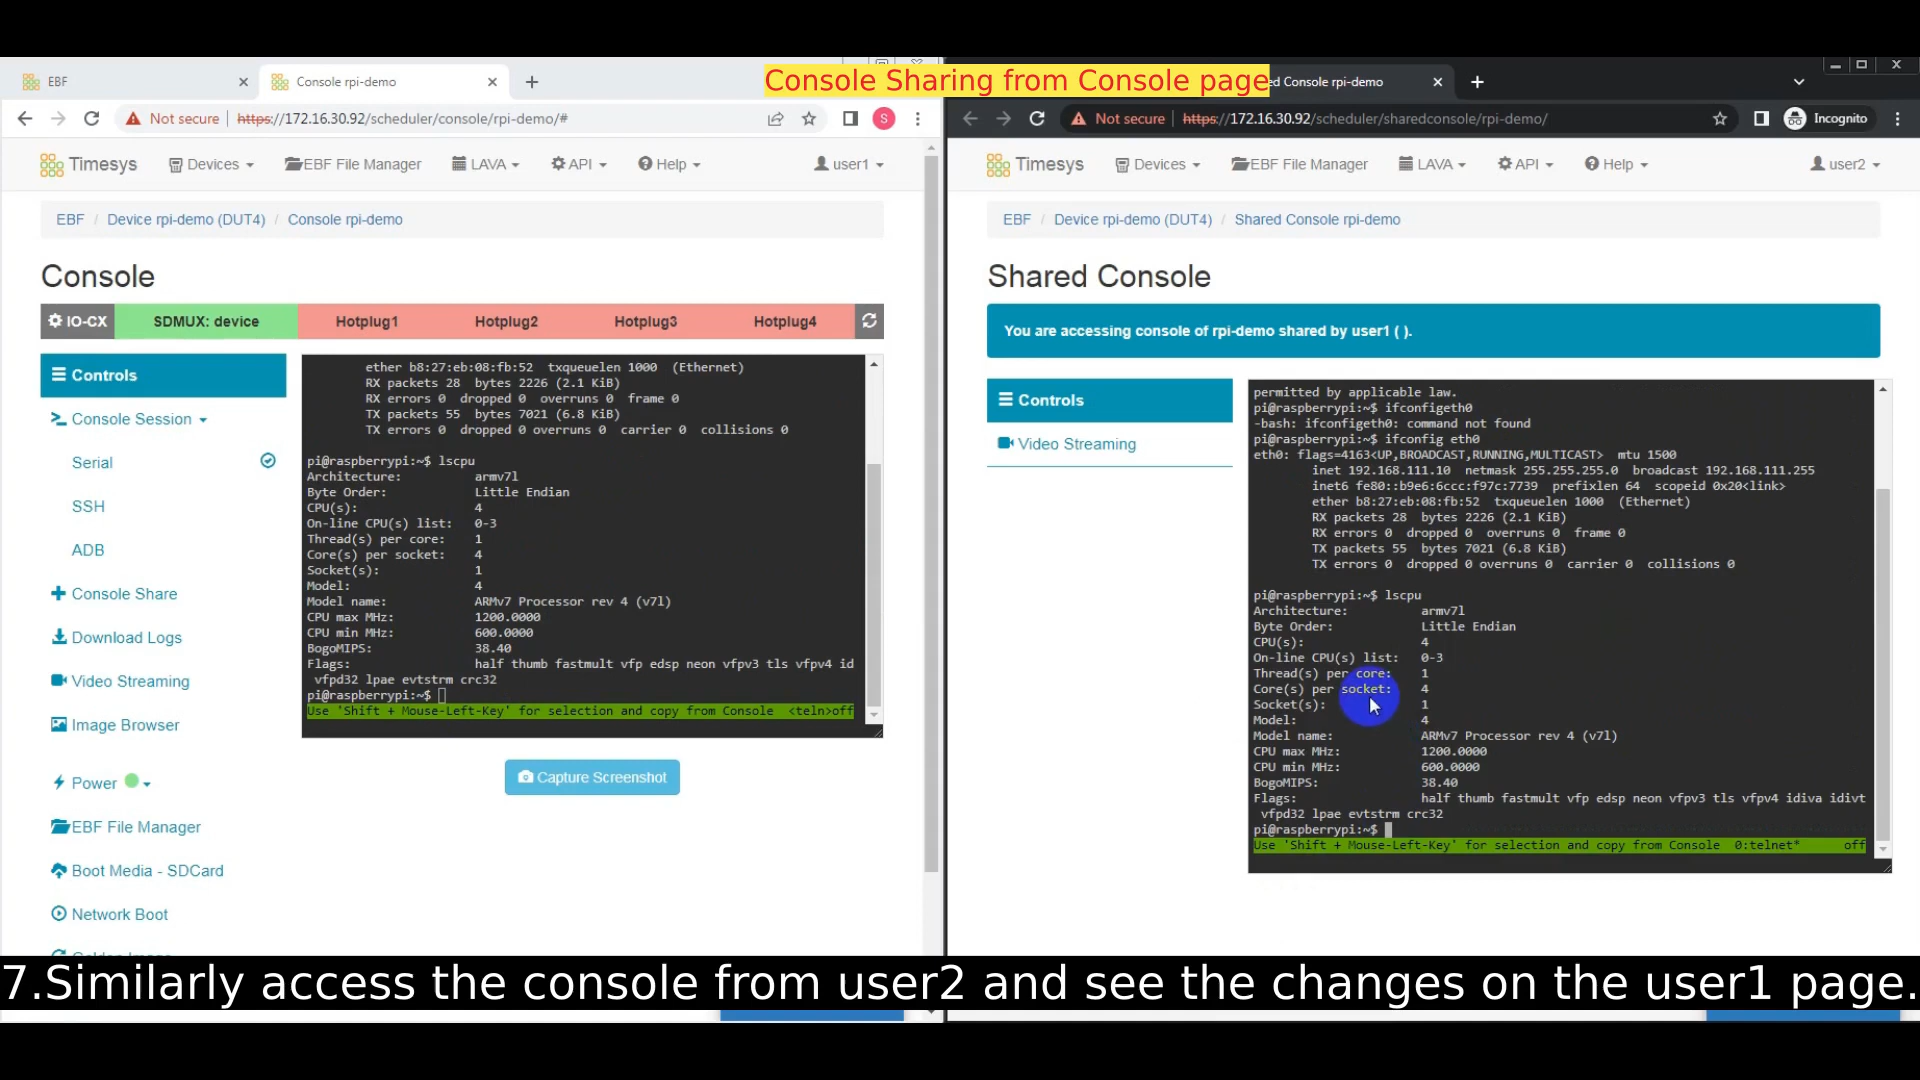 Console Sharing from Console page
EBF
Console rpi-demo
Not secure
https://172.16.30.92/scheduler/console/rpi-demo/#
S
Timesys
Devices
EBF File Manager
LAVA
API
Help
user1
EBF / Device rpi-demo (DUT4) / Console rpi-demo
Console
IO-CX
SDMUX: device
Hotplug1
Hotplug2
Hotplug3
Hotplug4
Controls
Console Session
Serial
SSH
ADB
Console Share
Download Logs
Video Streaming
Image Browser
Power
EBF File Manager
Boot Media - SDCard
Network Boot
ether b8:27:eb:08:fb:52  txqueuelen 1000  (Ethernet)
RX packets 28  bytes 2226 (2.1 KiB)
RX errors 0  dropped 0  overruns 0  frame 0
TX packets 55  bytes 7021 (6.8 KiB)
TX errors 0  dropped 0 overruns 0  carrier 0  collisions 0
pi@raspberrypi:~$ lscpu
Architecture: armv7l
Byte Order: Little Endian
CPU(s): 4
On-line CPU(s) list: 0-3
Thread(s) per core: 1
Core(s) per socket: 4
Socket(s): 1
Model: 4
Model name: ARMv7 Processor rev 4 (v7l)
CPU max MHz: 1200.0000
CPU min MHz: 600.0000
BogoMIPS: 38.40
Flags: half thumb fastmult vfp edsp neon vfpv3 tls vfpv4 id
vfpd32 lpae evtstrm crc32
pi@raspberrypi:~$
Use 'Shift + Mouse-Left-Key' for selection and copy from Console  <teln>off
Capture Screenshot
ed Console rpi-demo
Not secure
https://172.16.30.92/scheduler/sharedconsole/rpi-demo/
Incognito
Timesys
Devices
EBF File Manager
LAVA
API
Help
user2
EBF / Device rpi-demo (DUT4) / Shared Console rpi-demo
Shared Console
You are accessing console of rpi-demo shared by user1 ( ).
Controls
Video Streaming
permitted by applicable law.
pi@raspberrypi:~$ ifconfigeth0
-bash: ifconfigeth0: command not found
pi@raspberrypi:~$ ifconfig eth0
eth0: flags=4163<UP,BROADCAST,RUNNING,MULTICAST>  mtu 1500
inet 192.168.111.10  netmask 255.255.255.0  broadcast 192.168.111.255
inet6 fe80::b9e6:6ccc:f97c:7739  prefixlen 64  scopeid 0x20<link>
ether b8:27:eb:08:fb:52  txqueuelen 1000  (Ethernet)
RX packets 28  bytes 2226 (2.1 KiB)
RX errors 0  dropped 0  overruns 0  frame 0
TX packets 55  bytes 7021 (6.8 KiB)
TX errors 0  dropped 0 overruns 0  carrier 0  collisions 0
pi@raspberrypi:~$ lscpu
Architecture: armv7l
Byte Order: Little Endian
CPU(s): 4
On-line CPU(s) list: 0-3
Thread(s) per core: 1
Core(s) per socket: 4
Socket(s): 1
Model: 4
Model name: ARMv7 Processor rev 4 (v7l)
CPU max MHz: 1200.0000
CPU min MHz: 600.0000
BogoMIPS: 38.40
Flags: half thumb fastmult vfp edsp neon vfpv3 tls vfpv4 idiva idivt
vfpd32 lpae evtstrm crc32
pi@raspberrypi:~$
Use 'Shift + Mouse-Left-Key' for selection and copy from Console  0:telnet*  off
7.Similarly access the console from user2 and see the changes on the user1 page.